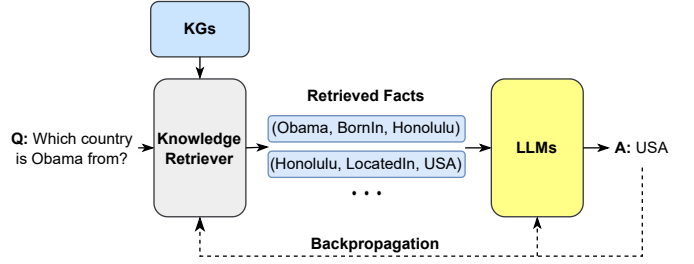 KGs
Retrieved Facts
Q: Which country
is Obama from?
Knowledge
Retriever
(Obama, BornIn, Honolulu)
(Honolulu, LocatedIn, USA)
• • •
LLMs
A: USA
Backpropagation